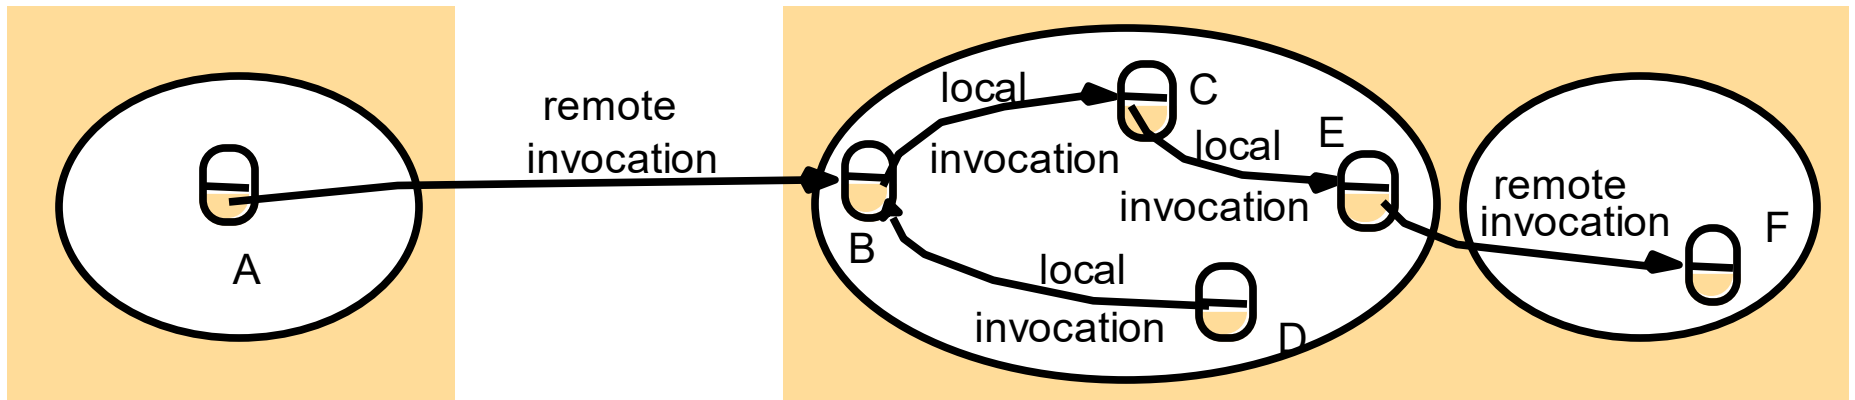 remote
invocation
A
B
local
invocation
C
local
invocation
E
local
invocation
D
remote
invocation
F